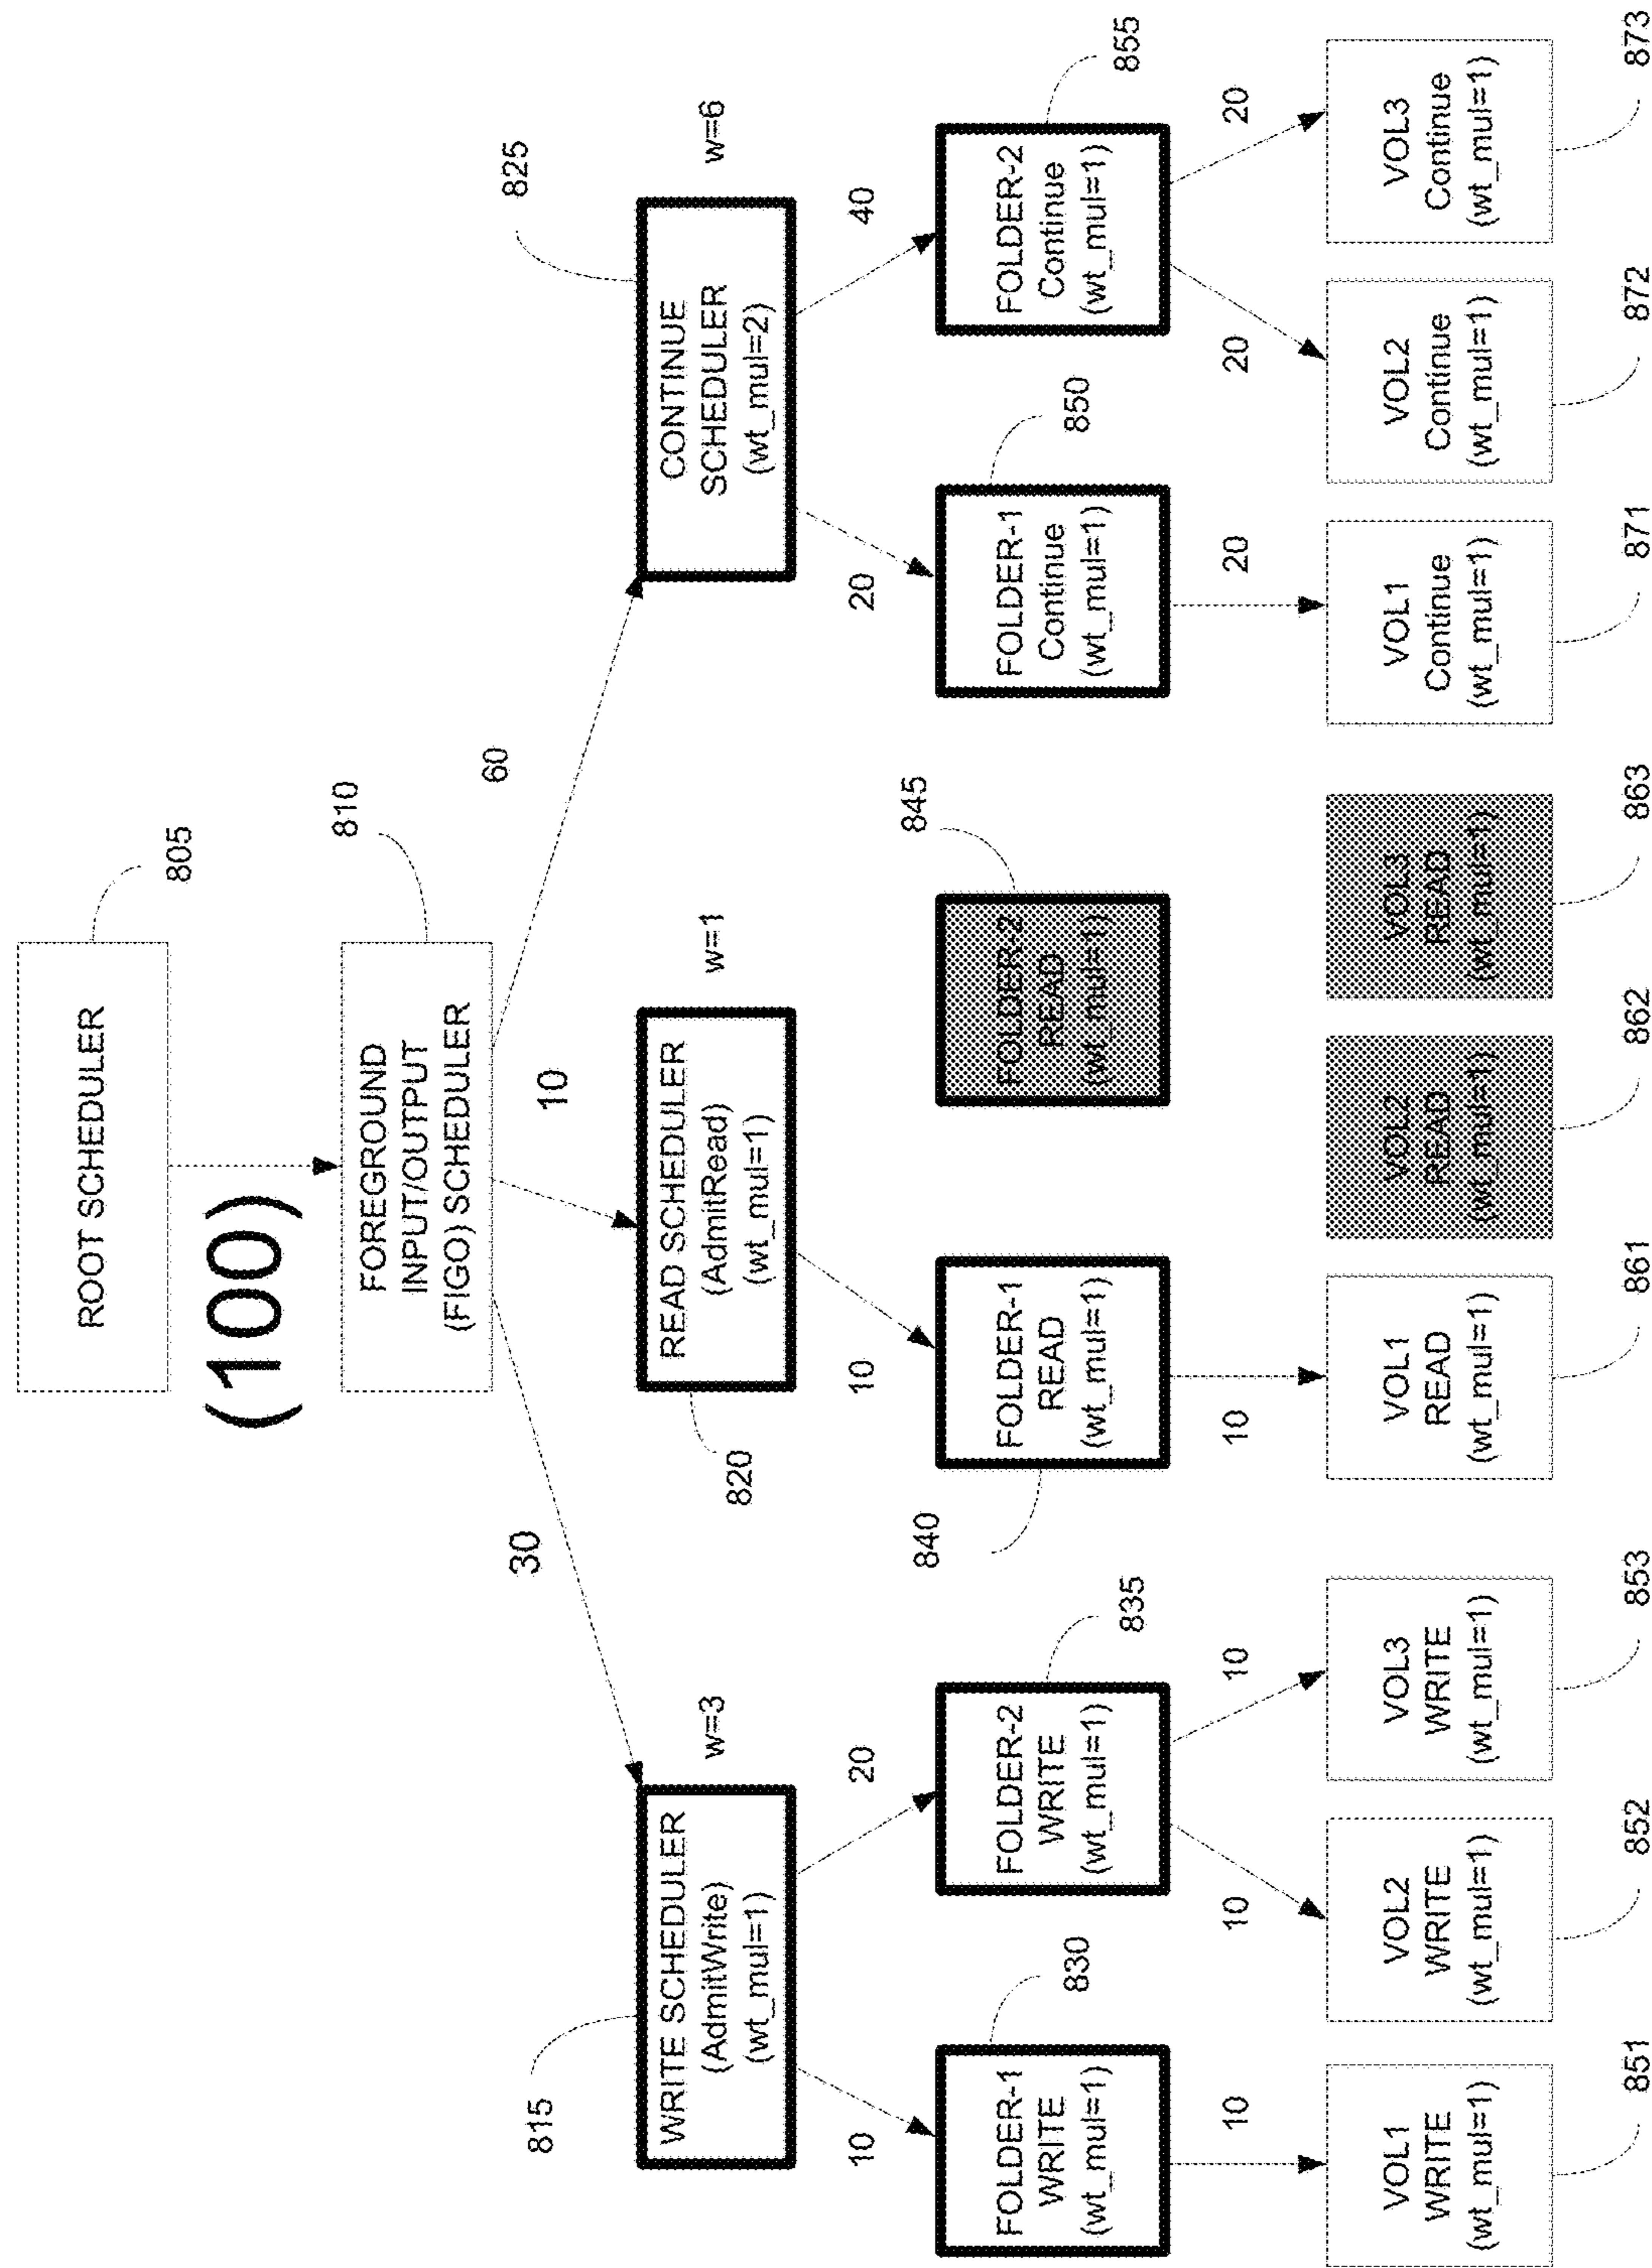 ROOT SCHEDULER
805
(100)
FOREGROUND
INPUT/OUTPUT
(FIGO) SCHEDULER
810
30
10
60
815
WRITE SCHEDULER
(AdmitWrite)
(wt_mul=1)
w=3
820
READ SCHEDULER
(AdmitRead)
(wt_mul=1)
w=1
825
CONTINUE
SCHEDULER
(wt_mul=2)
w=6
10
20
10
20
40
FOLDER-1
WRITE
(wt_mul=1)
830
FOLDER-2
WRITE
(wt_mul=1)
835
840
FOLDER-1
READ
(wt_mul=1)
FOLDER-2
READ
(wt_mul=1)
845
FOLDER-1
Continue
(wt_mul=1)
850
FOLDER-2
Continue
(wt_mul=1)
855
10
10
10
10
20
20
20
VOL1
WRITE
(wt_mul=1)
851
VOL2
WRITE
(wt_mul=1)
852
VOL3
WRITE
(wt_mul=1)
853
VOL1
READ
(wt_mul=1)
861
VOL2
READ
(wt_mul=1)
862
VOL3
READ
(wt_mul=1)
863
VOL1
Continue
(wt_mul=1)
871
VOL2
Continue
(wt_mul=1)
872
VOL3
Continue
(wt_mul=1)
873